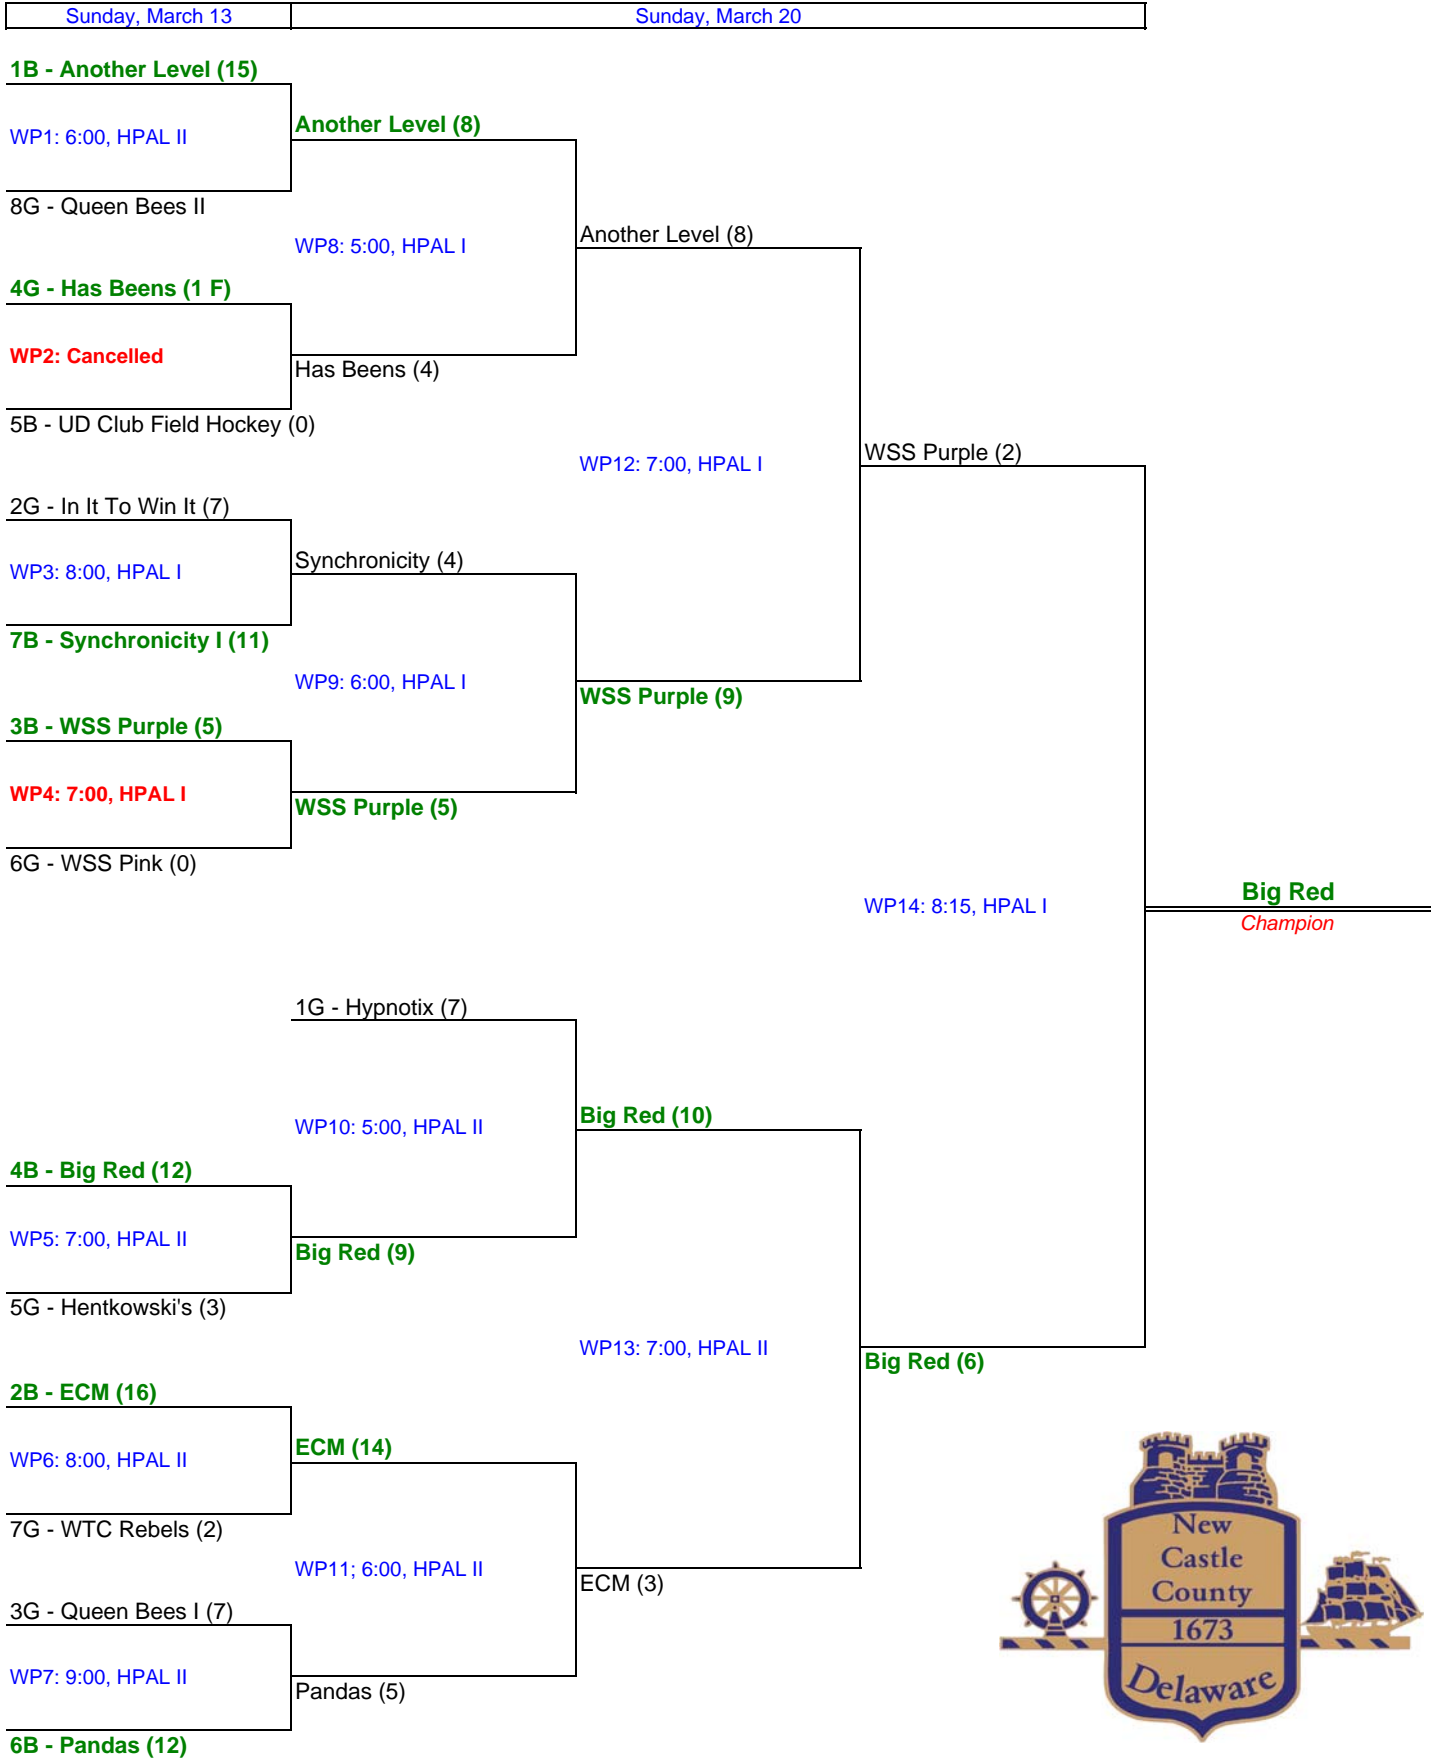 Sunday, March 13
Sunday, March 20
1B - Another Level (15)
WP1: 6:00, HPAL II
8G - Queen Bees II
4G - Has Beens (1 F)
WP2: Cancelled
5B - UD Club Field Hockey (0)
2G - In It To Win It (7)
WP3: 8:00, HPAL I
7B - Synchronicity I (11)
3B - WSS Purple (5)
WP4: 7:00, HPAL I
6G - WSS Pink (0)
4B - Big Red (12)
WP5: 7:00, HPAL II
5G - Hentkowski's (3)
2B - ECM (16)
WP6: 8:00, HPAL II
7G - WTC Rebels (2)
3G - Queen Bees I (7)
WP7: 9:00, HPAL II
6B - Pandas (12)
Another Level (8)
WP8: 5:00, HPAL I
Has Beens (4)
Synchronicity (4)
WP9: 6:00, HPAL I
WSS Purple (5)
1G - Hypnotix (7)
WP10: 5:00, HPAL II
Big Red (9)
ECM (14)
WP11; 6:00, HPAL II
Pandas (5)
Another Level (8)
WP12: 7:00, HPAL I
WSS Purple (9)
Big Red (10)
WP13: 7:00, HPAL II
ECM (3)
WSS Purple (2)
WP14: 8:15, HPAL I
Big Red (6)
Big Red
Champion
New
Castle
County
1673
Delaware